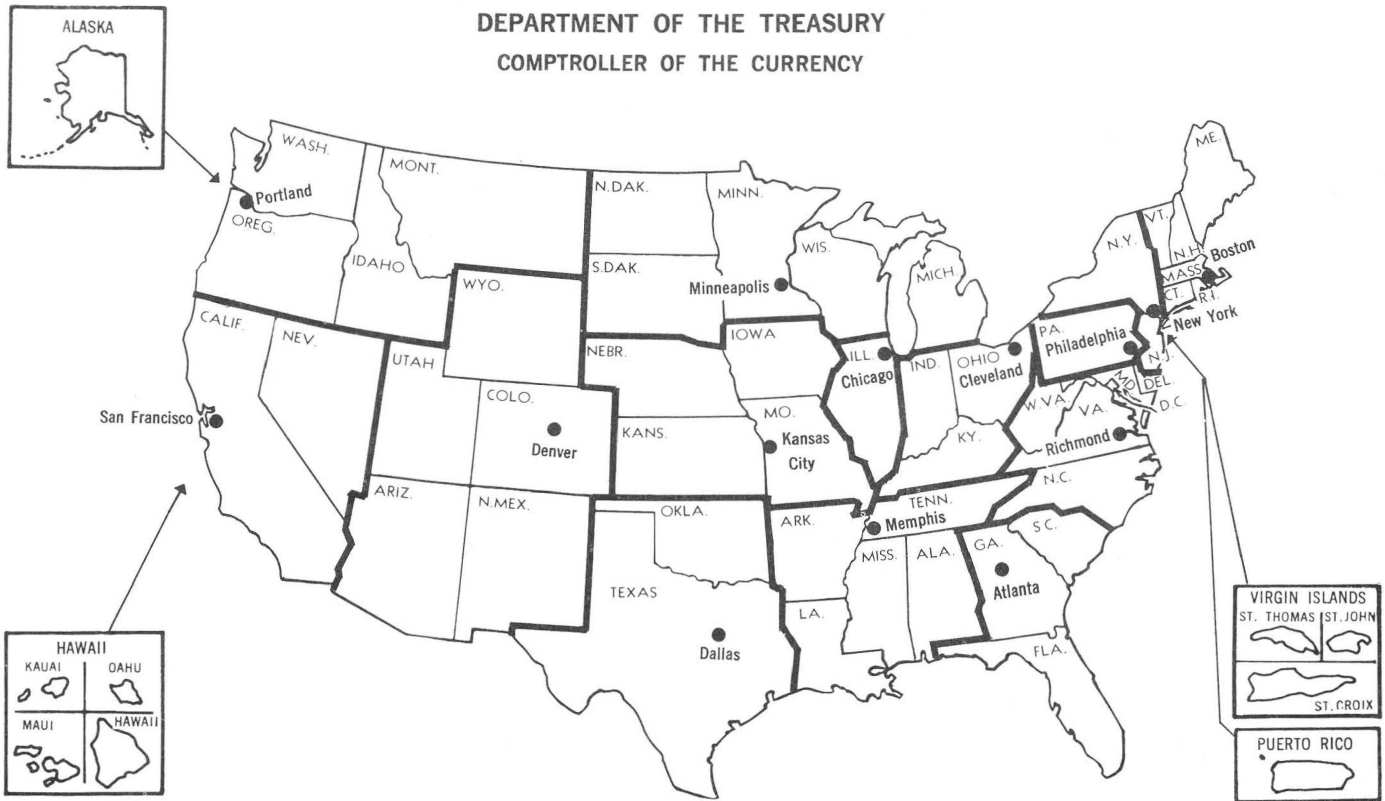 DEPARTMENT OF THE TREASURY
COMPTROLLER OF THE CURRENCY
ALASKA
WASH.
MONT.
Portland
OREG.
IDAHO
N.DAK.
MINN.
S.DAK.
WIS.
MICH
Minneapolis
ME.
VT.
N.Y.
N.H.
Boston
MASS.
CT.
R.I.
New York
WYO.
CALIF.
NEV.
UTAH
NEBR.
IOWA
ILL.
Chicago
IND.
OHIO
Cleveland
PA.
Philadelphia
N.J.
MD.
DEL.
D.C.
San Francisco
COLO.
Denver
KANS.
MO.
Kansas
City
KY.
W.VA.
VA.
Richmond
ARIZ.
N.MEX.
OKLA.
ARK.
TENN.
Memphis
N.C.
S.C.
TEXAS
Dallas
LA.
MISS.
ALA.
GA.
Atlanta
FLA.
HAWAII
KAUAI
OAHU
MAUI
HAWAII
VIRGIN ISLANDS
ST. THOMAS
ST. JOHN
ST. CROIX
PUERTO RICO